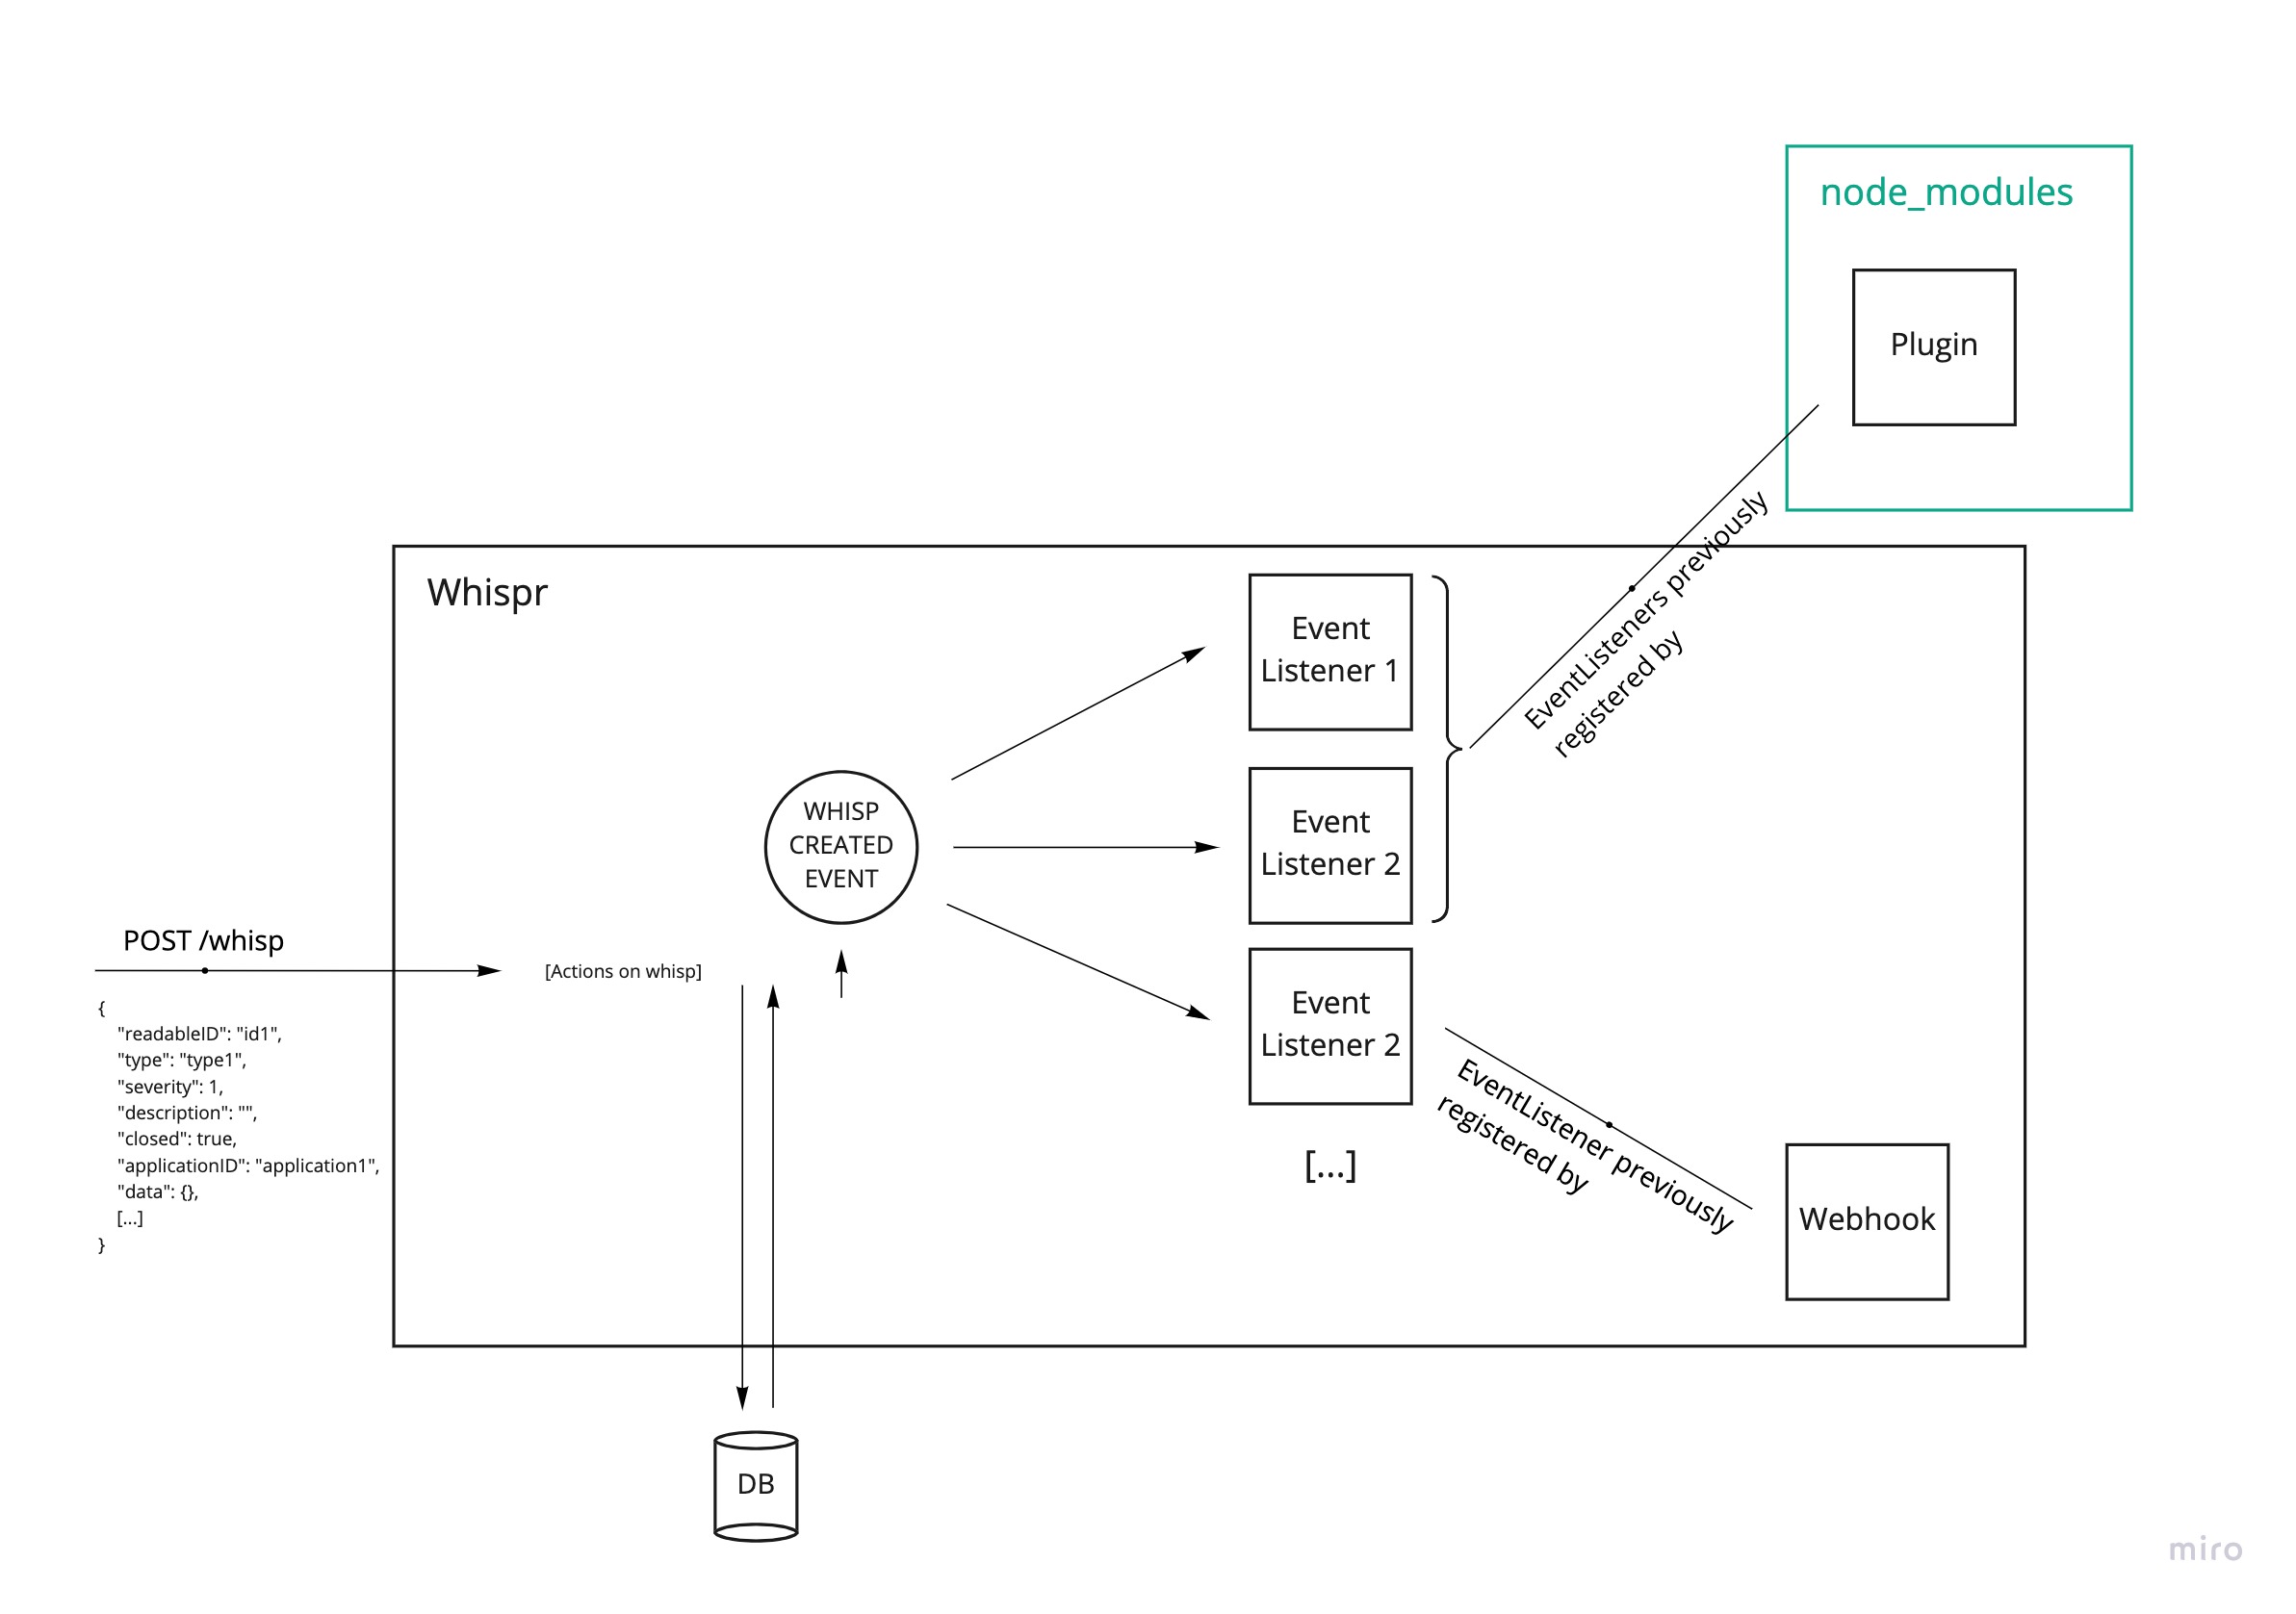 node_modules
Plugin
EventListeners previously
registered by
Whispr
Event
Listener 1
Event
Listener 2
WHISP
CREATED
EVENT
POST /whisp
[Actions on whisp]
{
"readableID": "id1",
"type": "type1",
"severity": 1,
"description": "",
"closed": true,
"applicationID": "application1",
"data": {},
[...]
}
Event
Listener 2
[...]
EventListener previously
registered by
Webhook
DB
miro